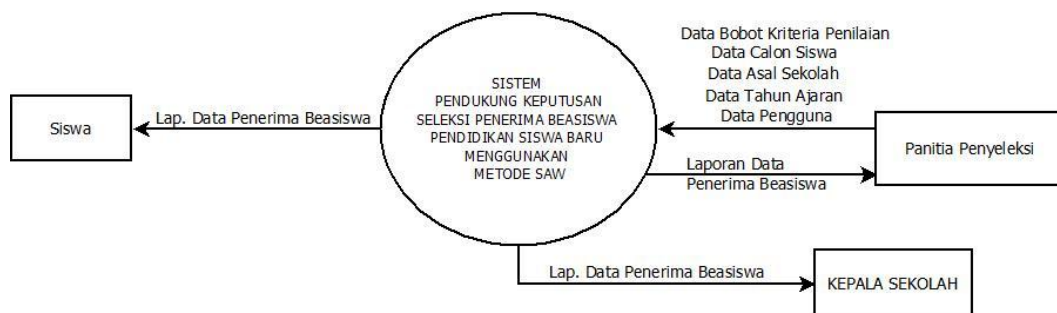 Data Bobot Kriteria Penilaian
Data Calon Siswa
Data Asal Sekolah
Data Tahun Ajaran
Data Pengguna
SISTEM
PENDUKUNG KEPUTUSAN
SELEKSI PENERIMA BEASISWA
PENDIDIKAN SISWA BARU
MENGGUNAKAN
METODE SAW
Siswa
Lap. Data Penerima Beasiswa
Panitia Penyeleksi
Laporan Data
Penerima Beasiswa
Lap. Data Penerima Beasiswa
KEPALA SEKOLAH